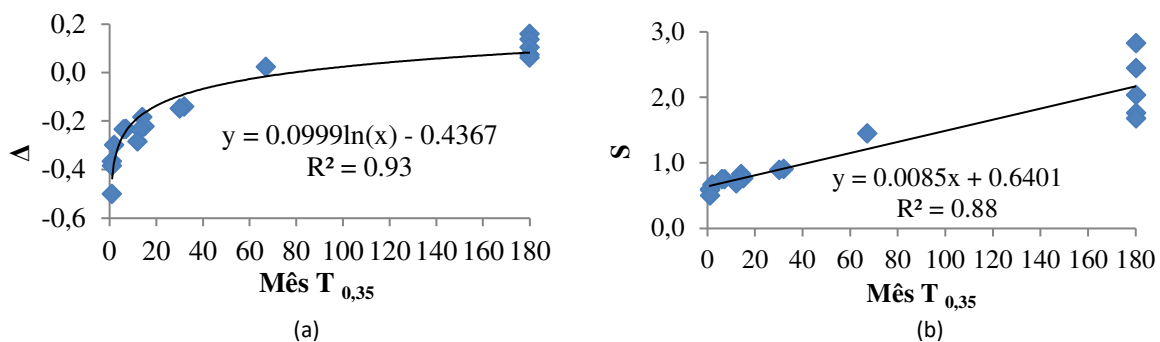 0,2
0,0
-0,2
-0,4
-0,6
Δ
y = 0.0999ln(x) - 0.4367
R² = 0.93
0 20 40 60 80 100 120 140 160 180
Mês T 0,35
(a)
3,0
2,0
1,0
0,0
S
y = 0.0085x + 0.6401
R² = 0.88
0 20 40 60 80 100 120 140 160 180
Mês T 0,35
(b)